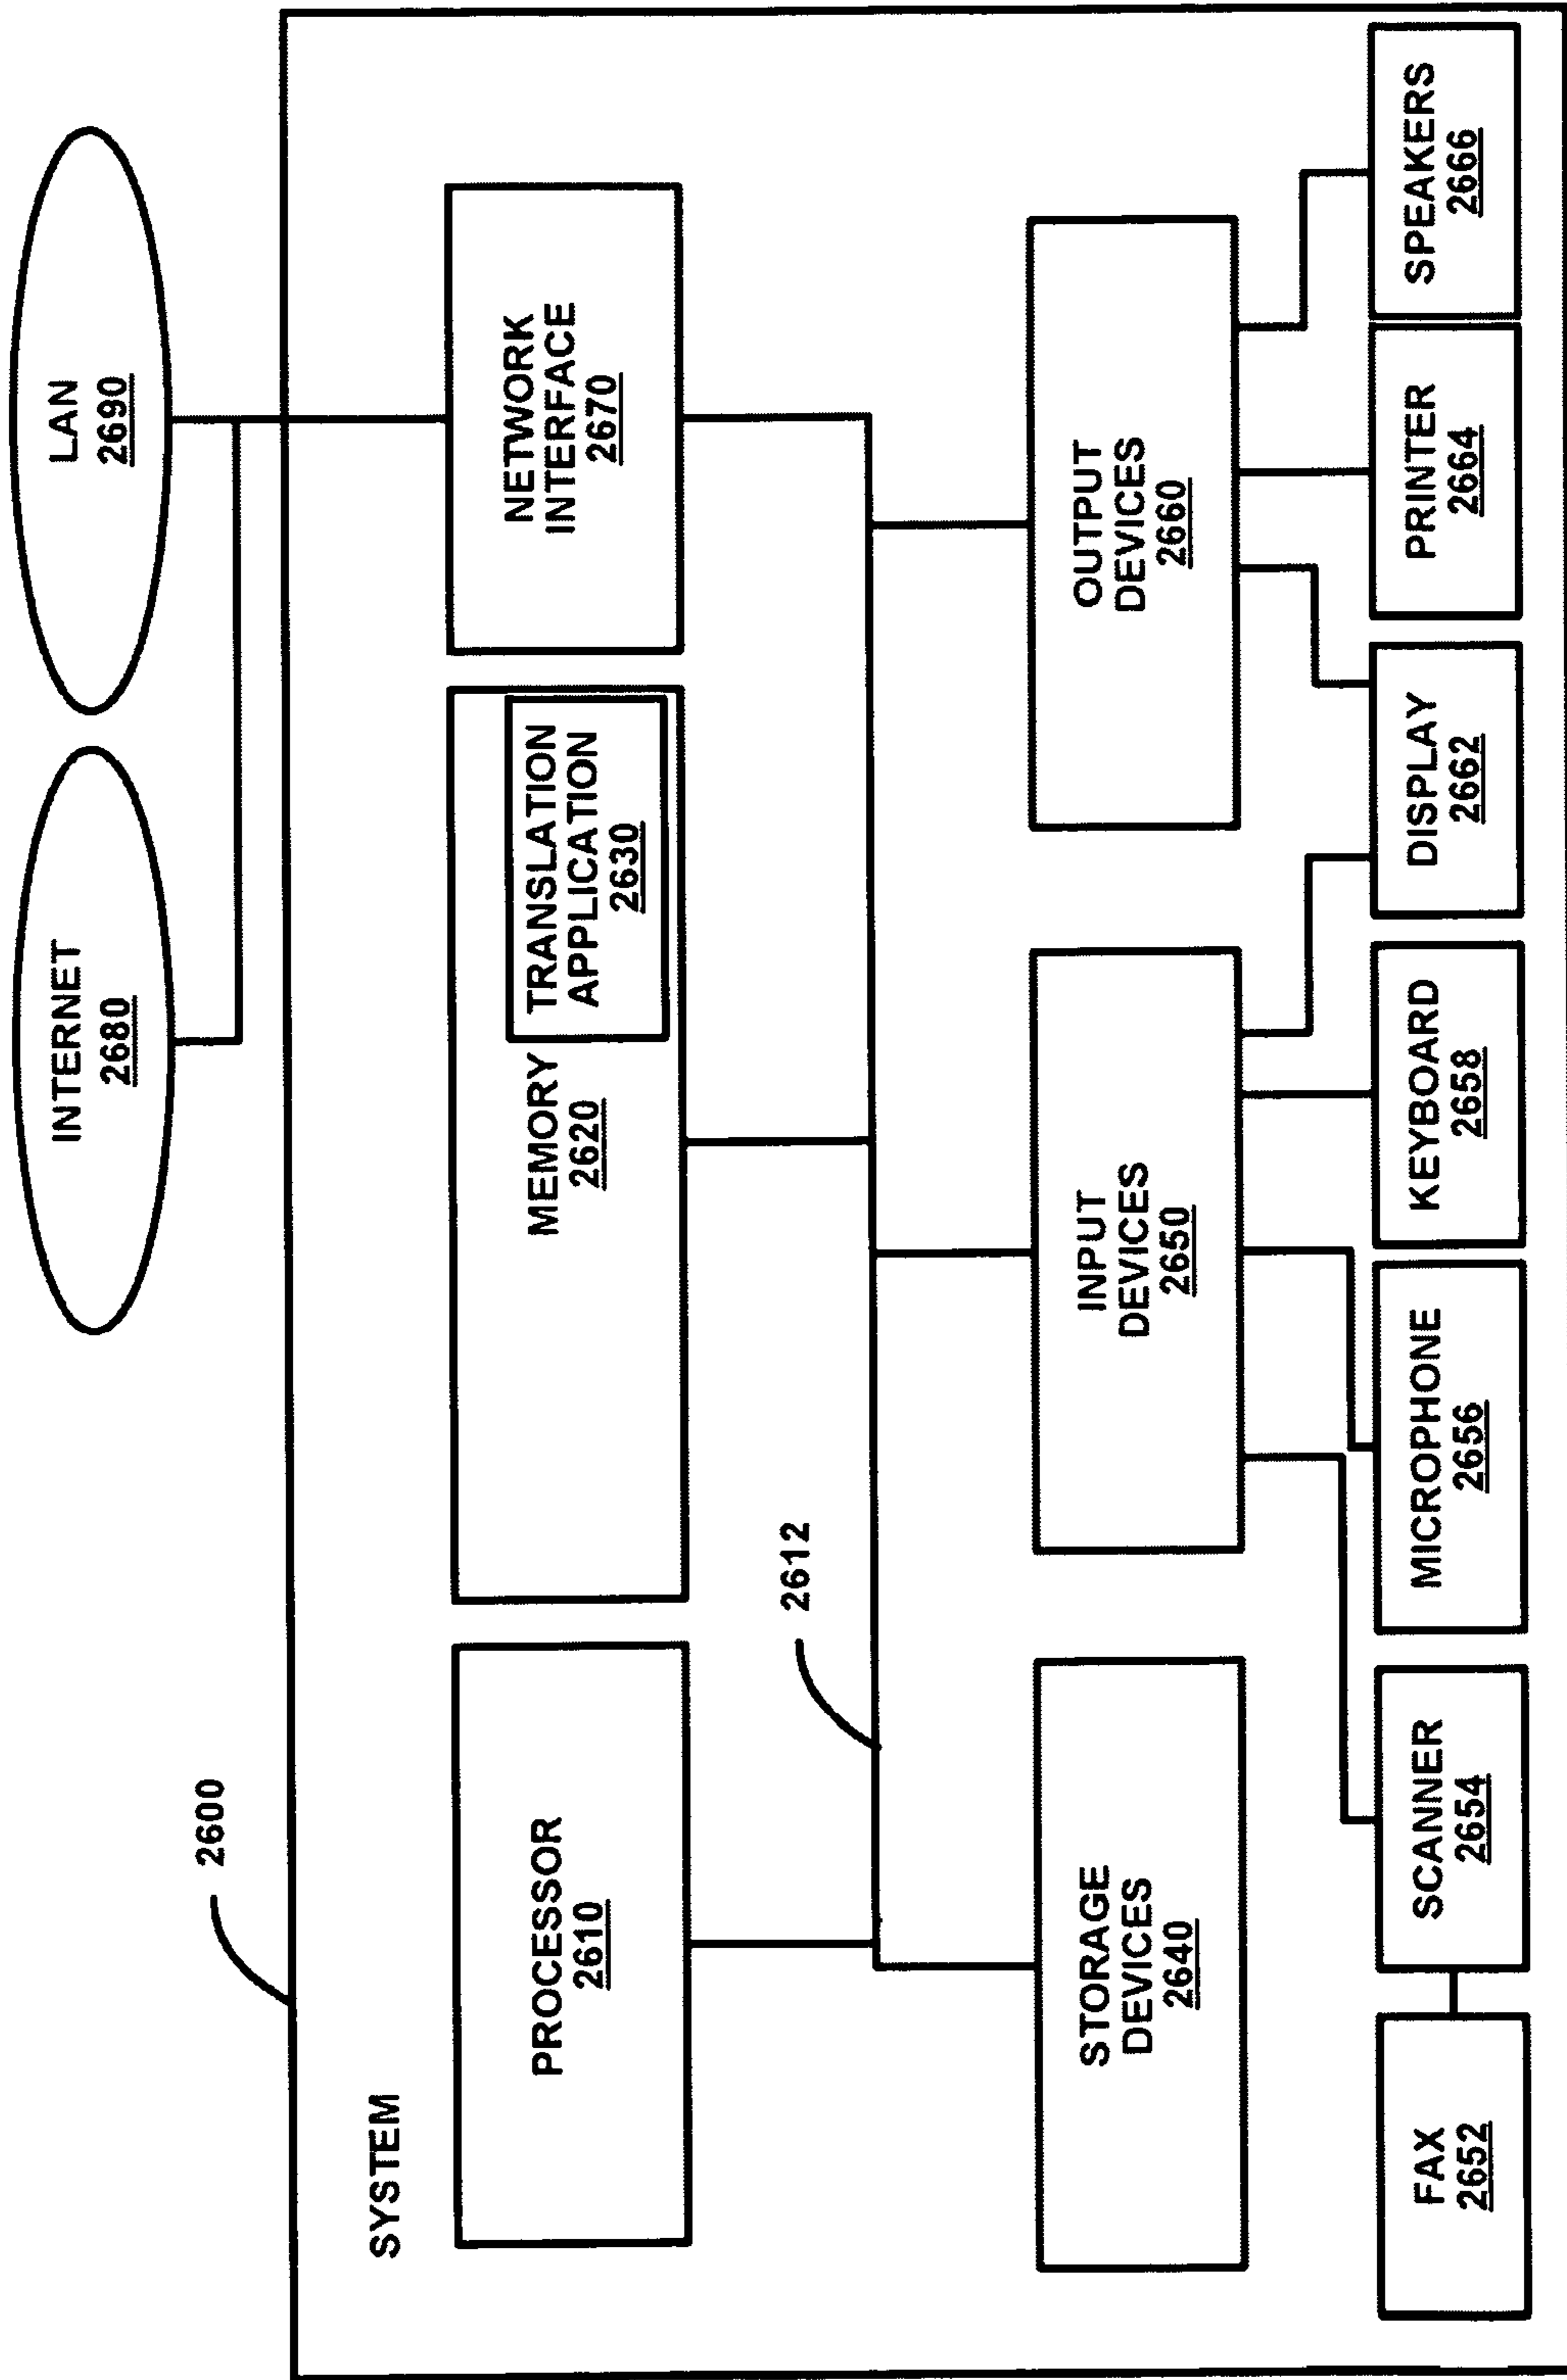 INTERNET
2680
LAN
2690
2600
SYSTEM
PROCESSOR
2610
MEMORY
2620
TRANSLATION
APPLICATION
2630
NETWORK
INTERFACE
2670
2612
STORAGE
DEVICES
2640
INPUT
DEVICES
2650
OUTPUT
DEVICES
2660
FAX
2652
SCANNER
2654
MICROPHONE
2656
KEYBOARD
2658
DISPLAY
2662
PRINTER
2664
SPEAKERS
2666